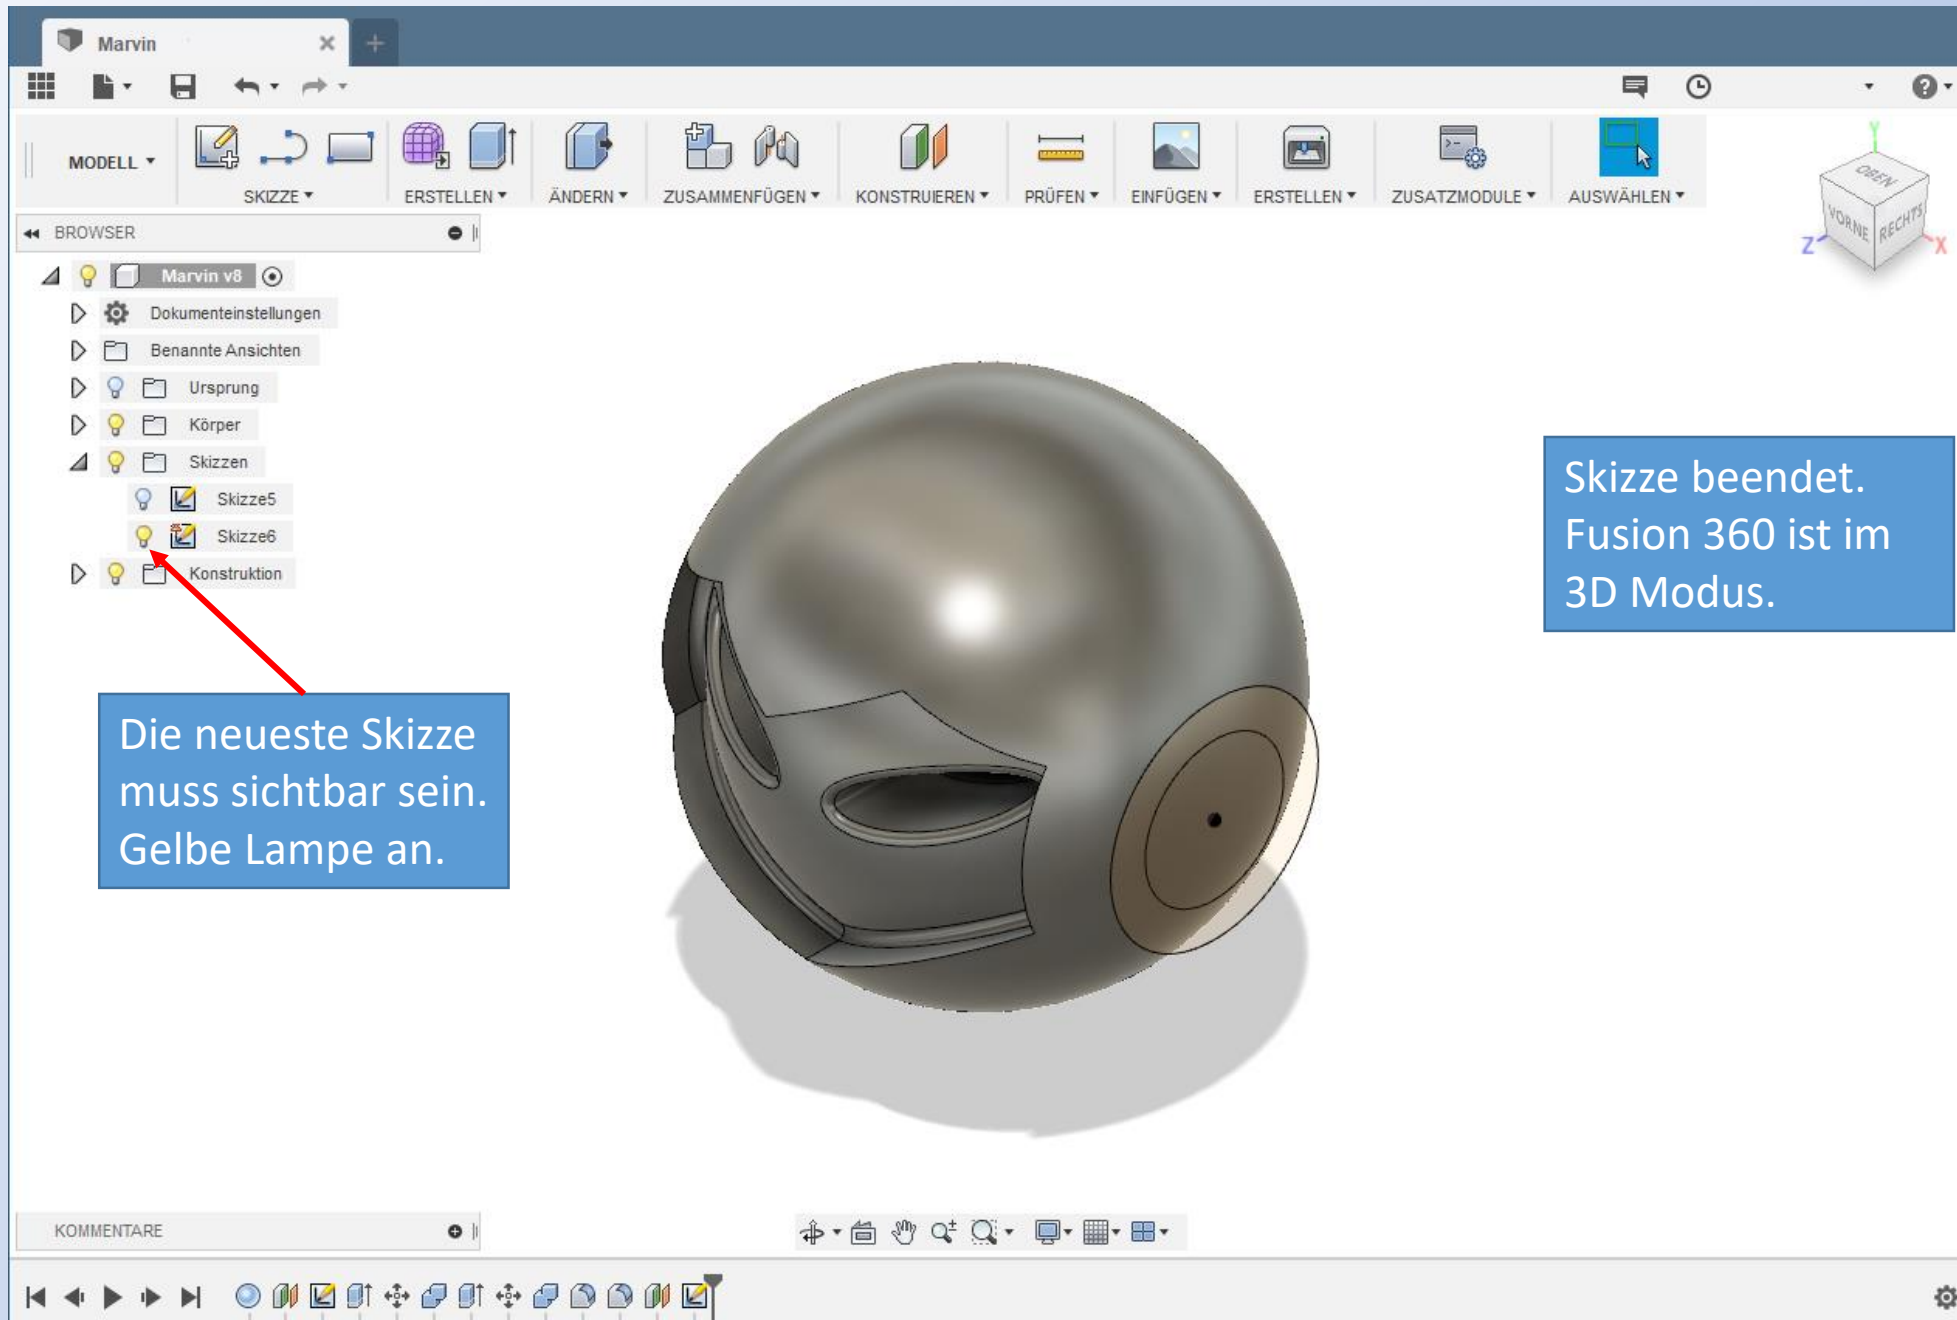 Marvin
MODELL
SKIZZE
ERSTELLEN
ÄNDERN
ZUSAMMENFÜGEN
KONSTRUIEREN
PRÜFEN
EINFÜGEN
ERSTELLEN
ZUSATZMODULE
AUSWÄHLEN
Y
OBEN
VORNE
RECHTS
Z
X
BROWSER
Marvin v8
Dokumenteinstellungen
Benannte Ansichten
Ursprung
Körper
Skizzen
Skizze5
Skizze6
Konstruktion
Skizze beendet.
Fusion 360 ist im
3D Modus.
Die neueste Skizze
muss sichtbar sein.
Gelbe Lampe an.
KOMMENTARE